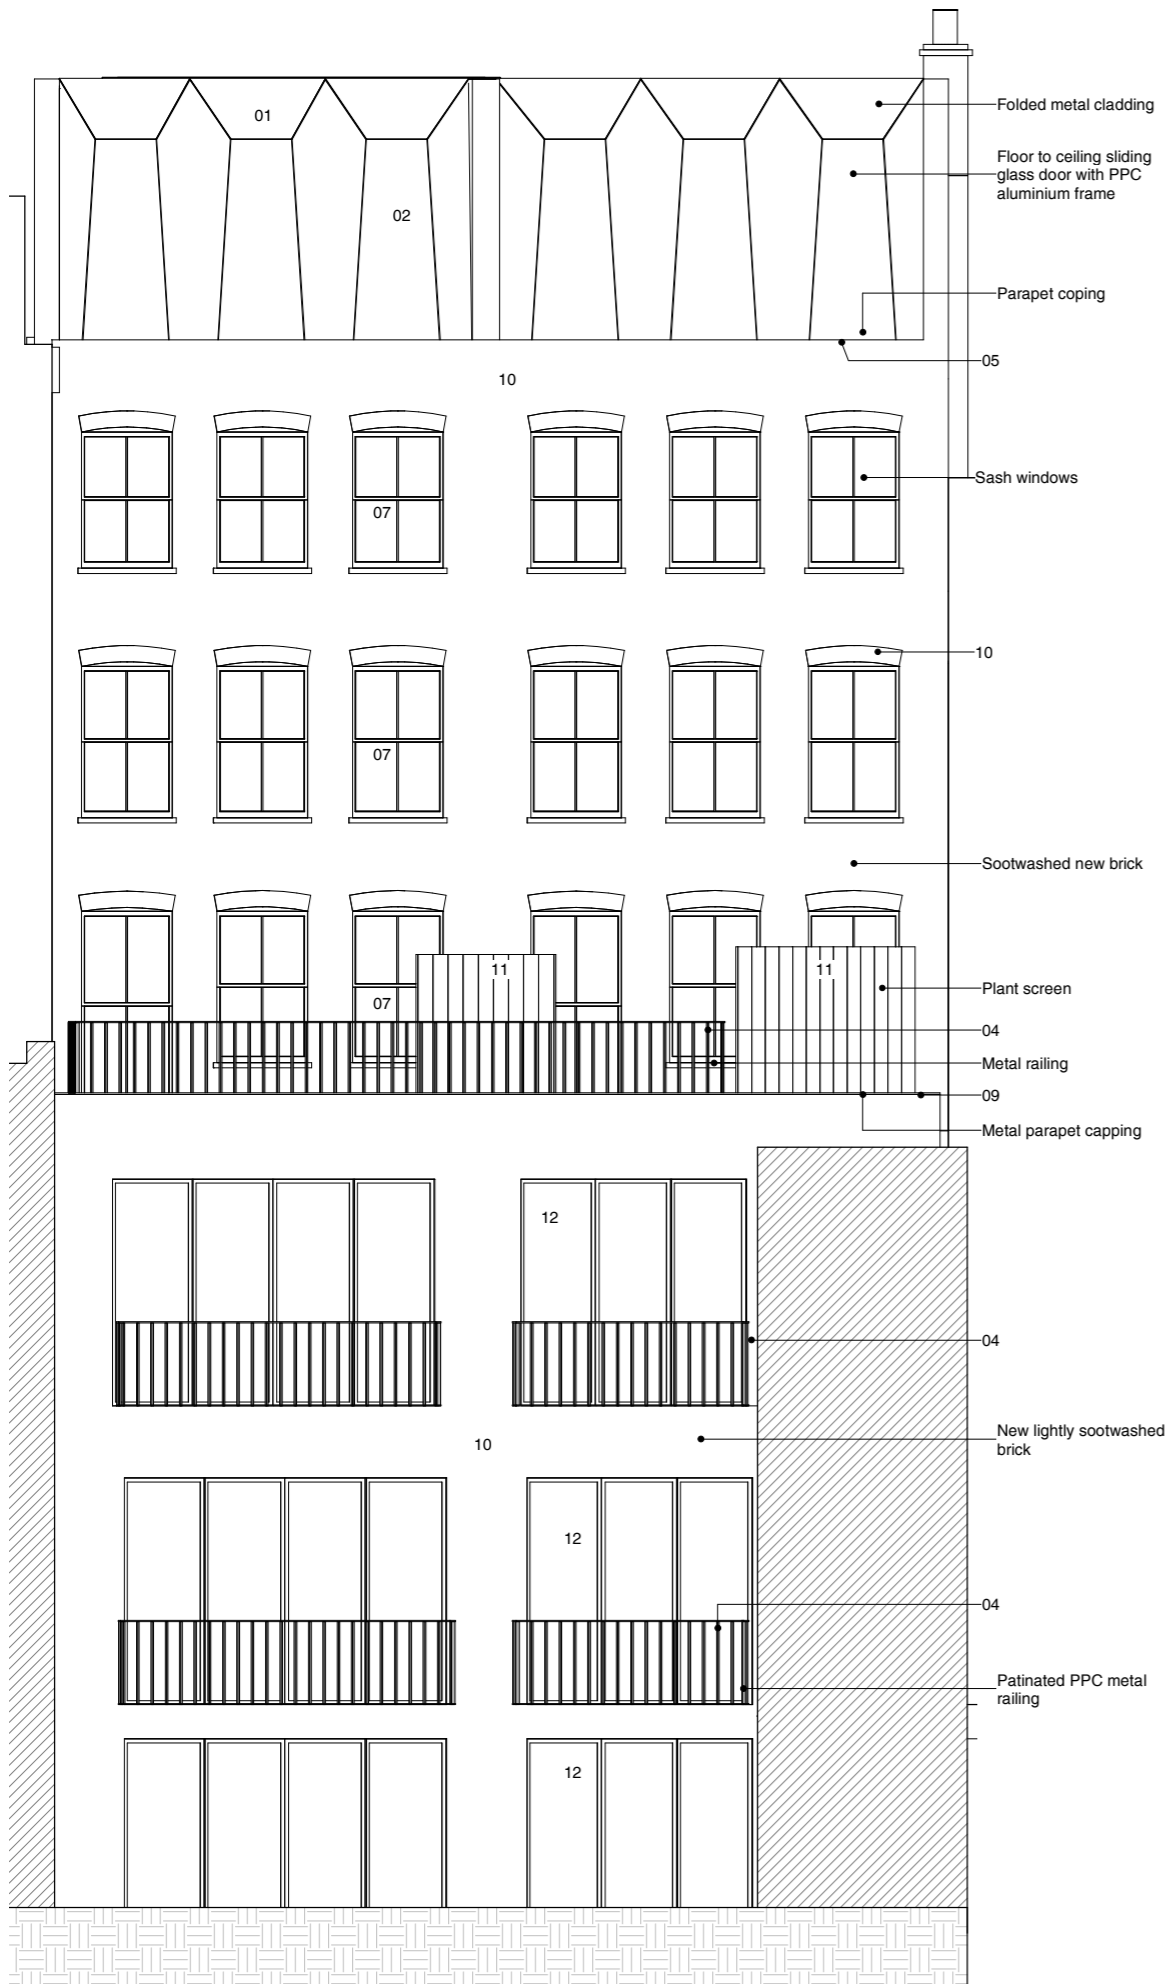 Folded metal cladding
01
Floor to ceiling sliding
glass door with PPC
aluminium frame
02
Parapet coping
05
10
Sash windows
07
10
07
Sootwashed new brick
11
11
Plant screen
07
04
Metal railing
09
Metal parapet capping
12
04
New lightly sootwashed
brick
10
12
04
Patinated PPC metal
railing
12